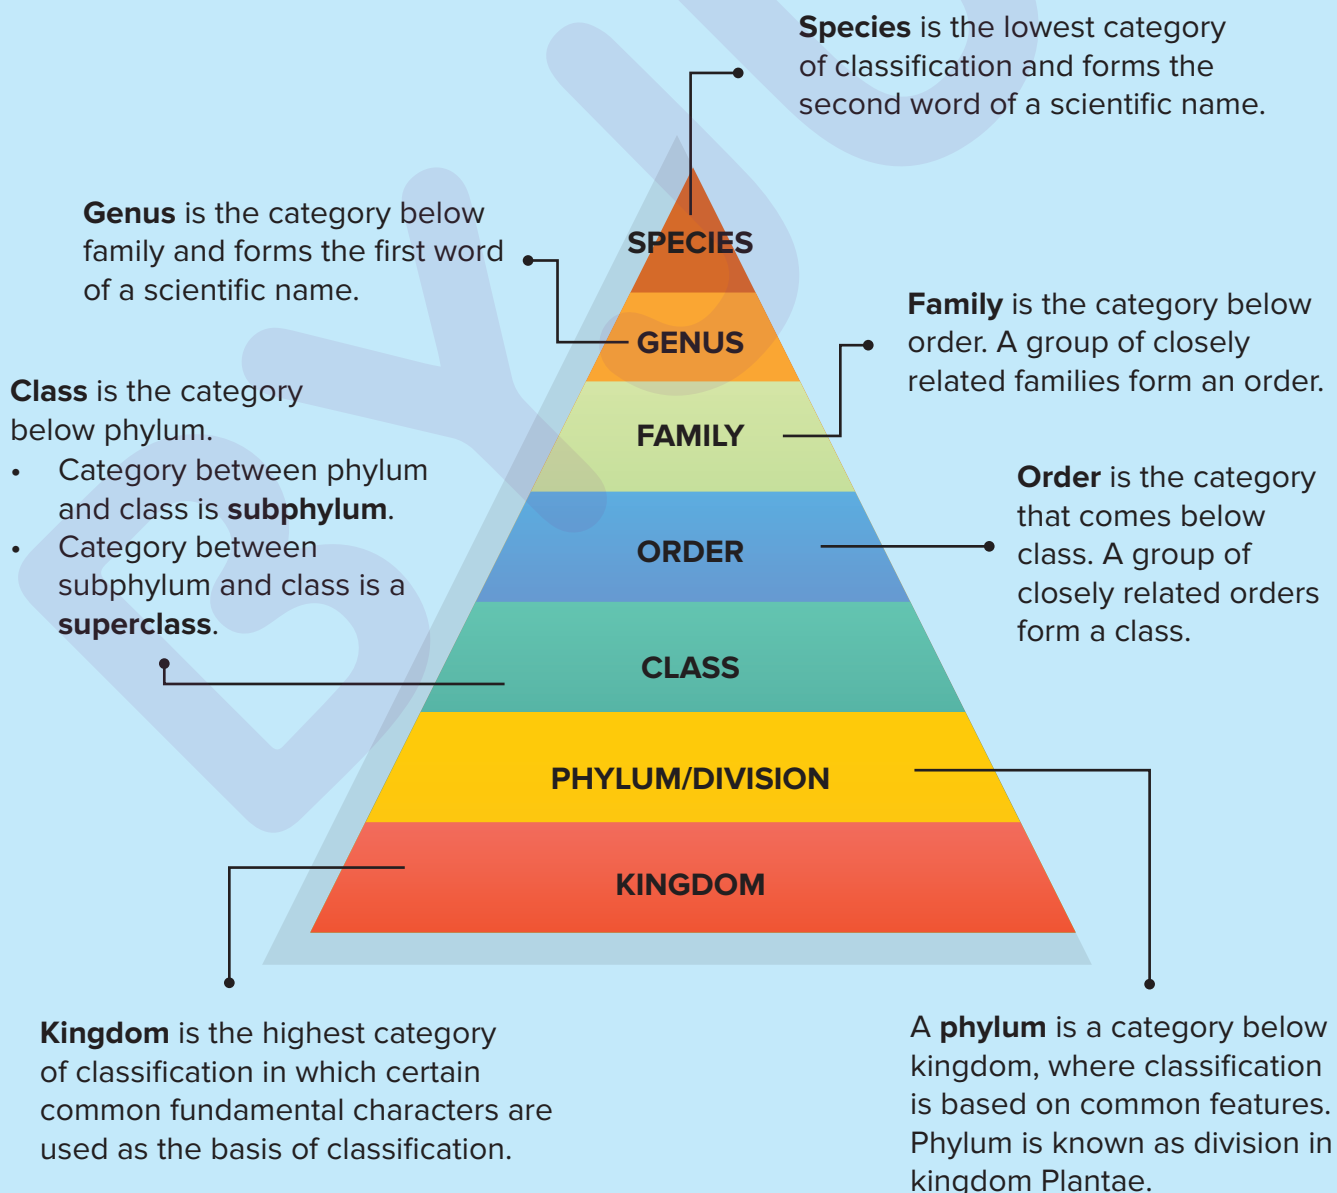 Species is the lowest category
of classification and forms the
second word of a scientific name.
Genus is the category below
family and forms the first word
of a scientific name.
SPECIES
GENUS
Family is the category below
order. A group of closely
related families form an order.
Class is the category
below phylum.
• Category between phylum
and class is subphylum.
• Category between
subphylum and class is a
superclass.
FAMILY
Order is the category
that comes below
class. A group of
closely related orders
form a class.
ORDER
CLASS
PHYLUM/DIVISION
KINGDOM
Kingdom is the highest category
of classification in which certain
common fundamental characters are
used as the basis of classification.
A phylum is a category below
kingdom, where classification
is based on common features.
Phylum is known as division in
kingdom Plantae.
BYJU